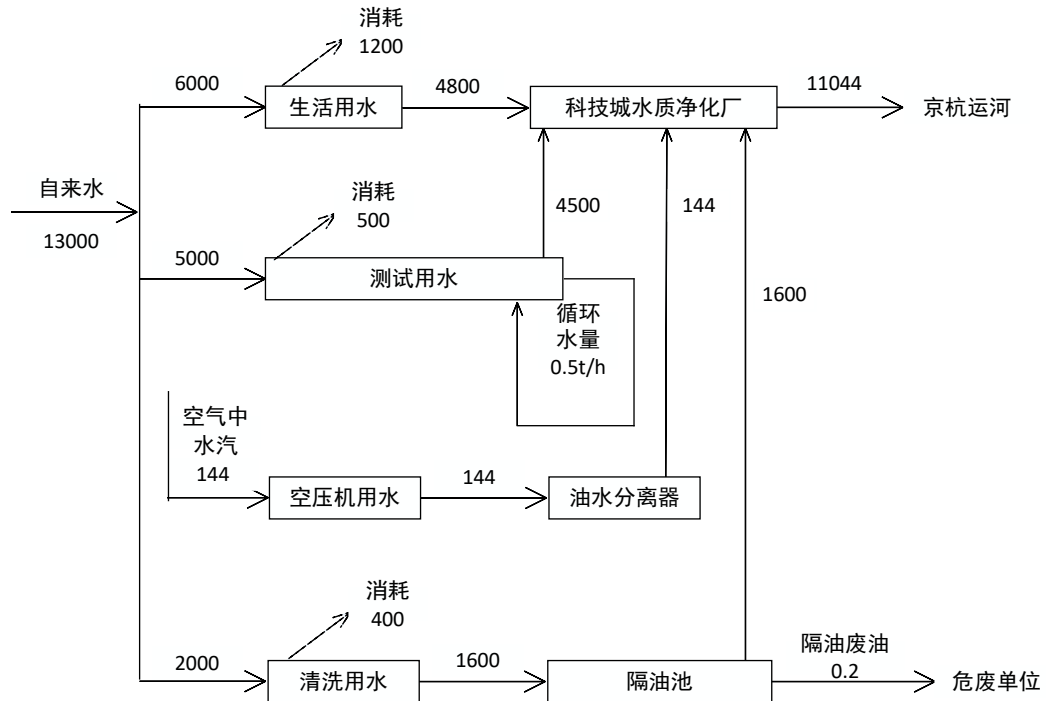 消耗
1200
6000
生活用水
4800
科技城水质净化厂
11044
京杭运河
自来水
13000
消耗
500
4500
144
5000
测试用水
1600
循环
水量
0.5t/h
空气中
水汽
144
空压机用水
144
油水分离器
消耗
400
2000
清洗用水
1600
隔油池
隔油废油
0.2
危废单位